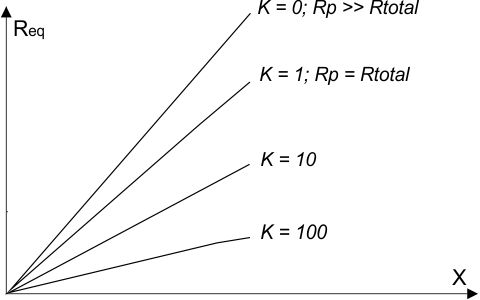 K = 0; Rp >> Rtotal
Req
K = 1; Rp = Rtotal
K = 10
K = 100
X